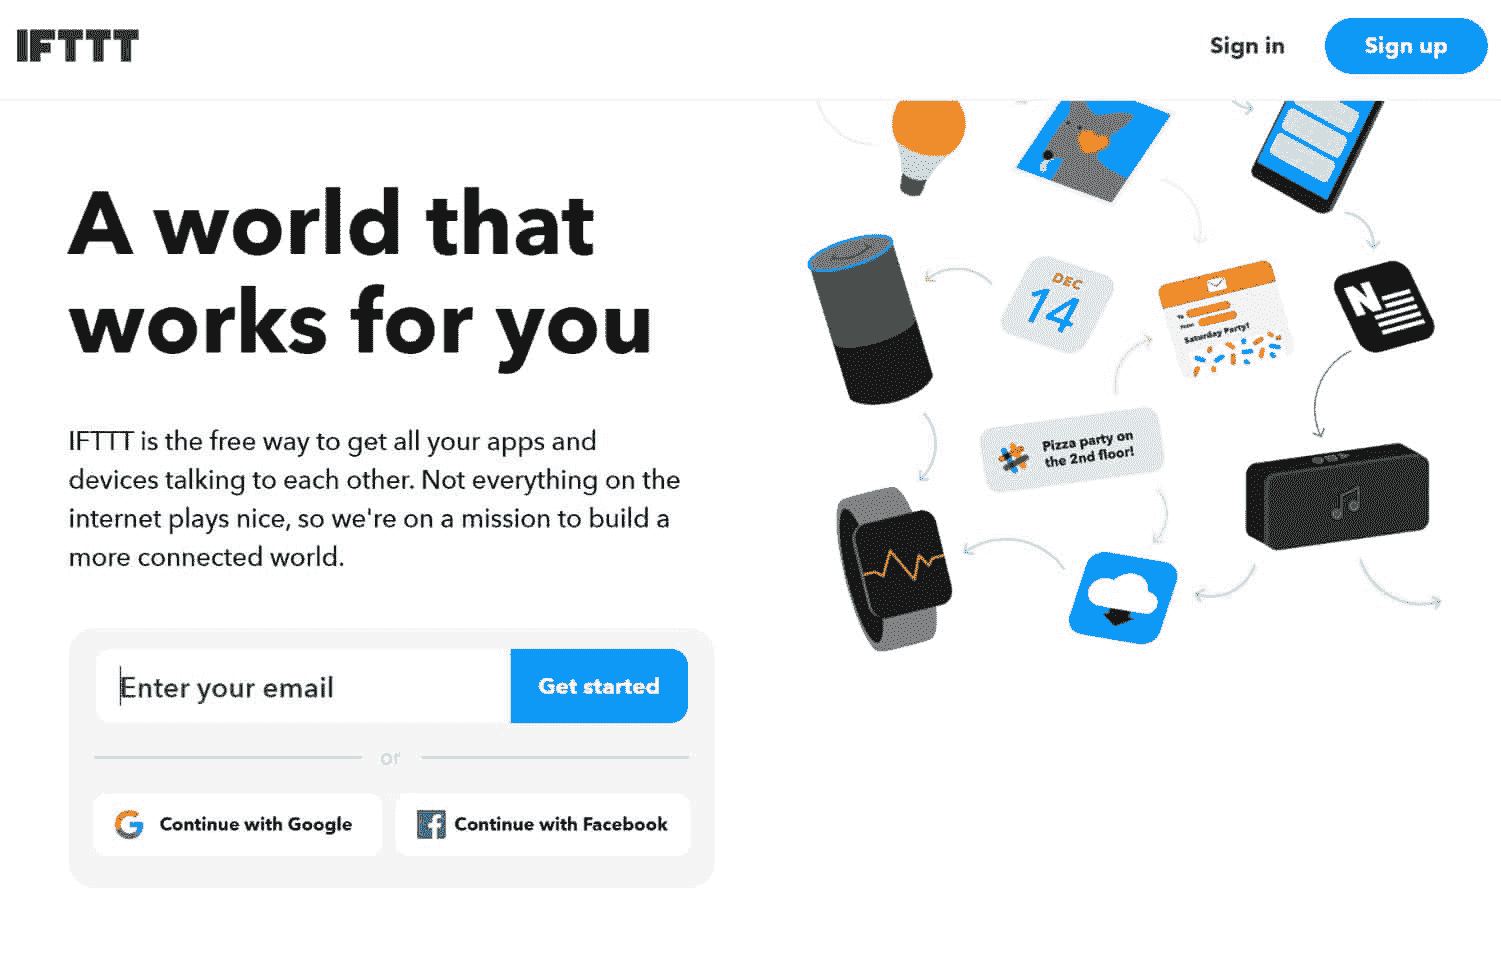 IFTTT
Sign in
Sign up
A world that
works for you
IFTTT is the free way to get all your apps and
devices talking to each other. Not everything on the
internet plays nice, so we're on a mission to build a
more connected world.
Enter your email
Get started
or
Continue with Google
Continue with Facebook
DEC
14
To
From
Saturday Party!
N
Pizza party on
the 2nd floor!